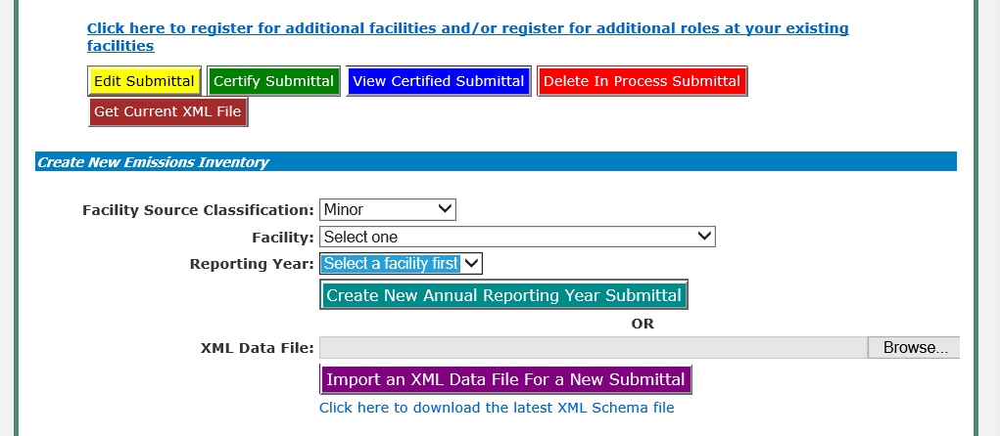 Click here to register for additional facilities and/or register for additional roles at your existing
facilities
Edit Submittal Certify Submittal View Certified Submittal Delete In Process Submittal
Get Current XML File
Create New Emissions Inventory
Facility Source Classification: Minor
Facility: Select one
Reporting Year: Select a facility first
Create New Annual Reporting Year Submittal
OR
XML Data File: Browse...
Import an XML Data File For a New Submittal
Click here to download the latest XML Schema file